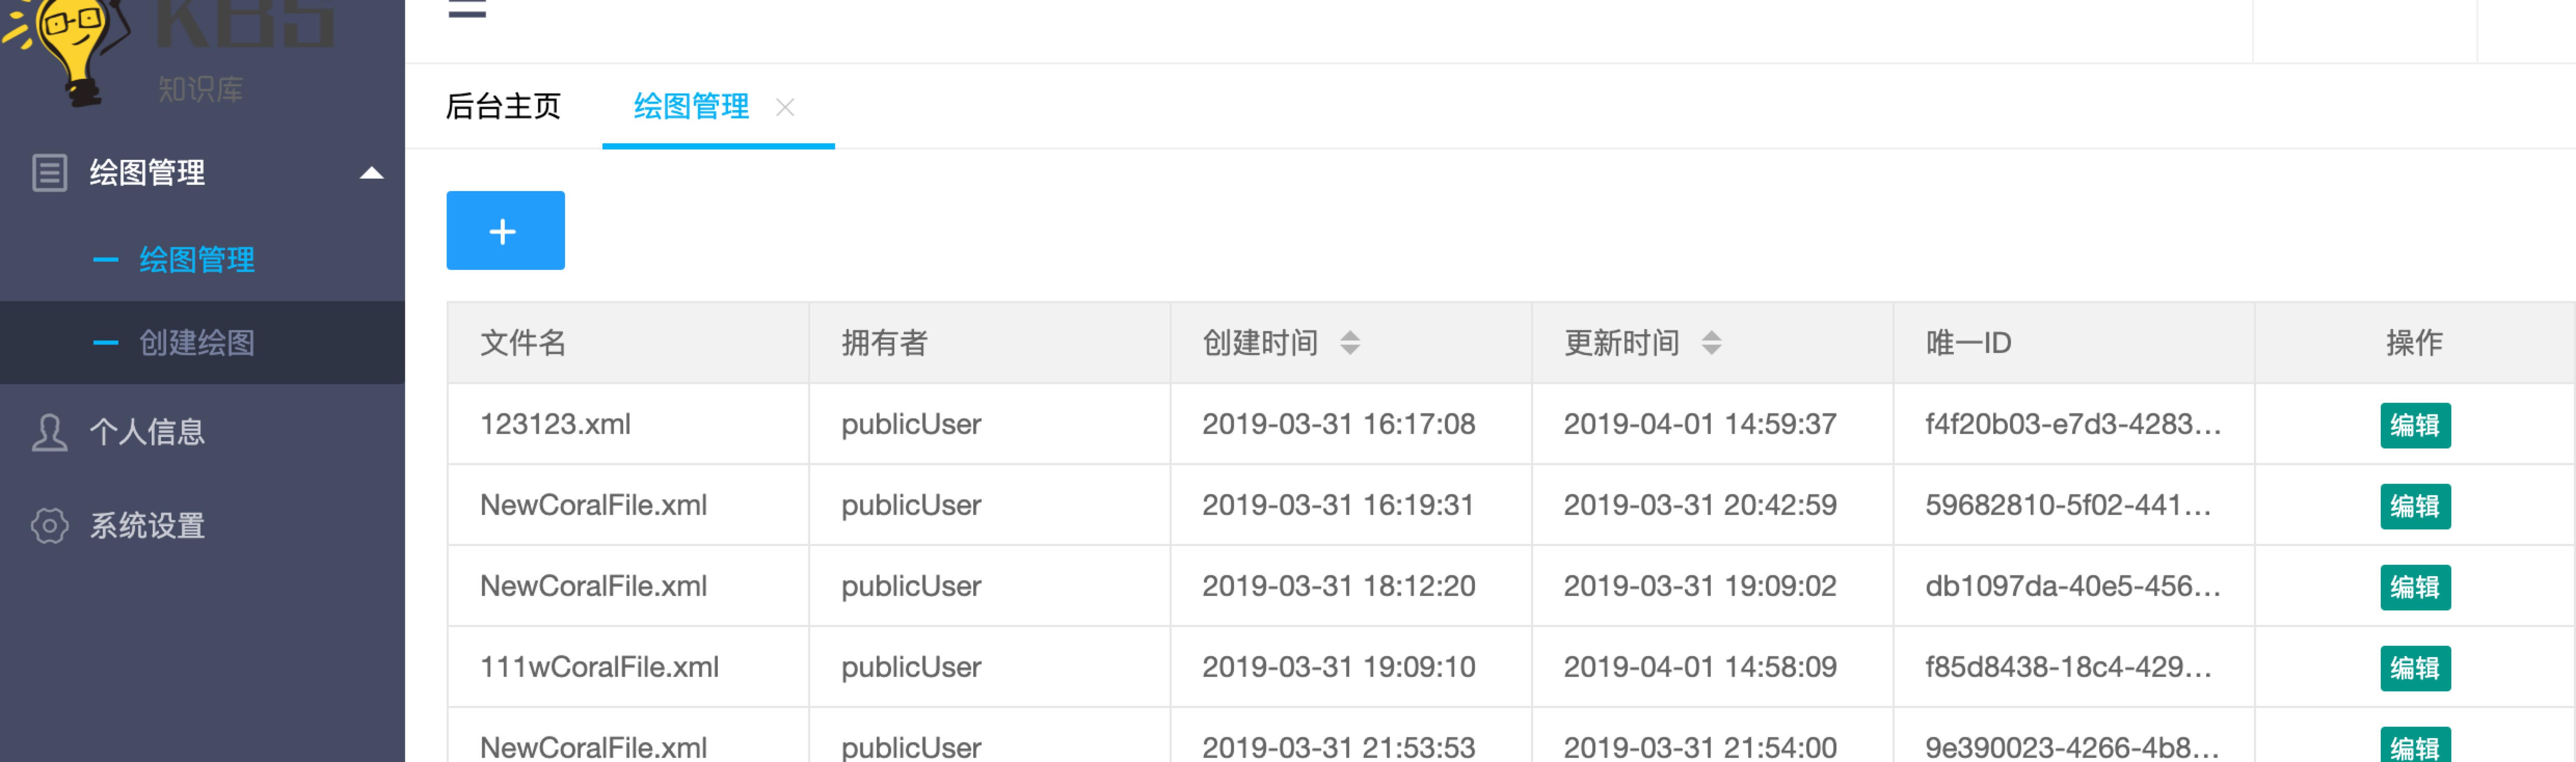 KBS
知识库
绘图管理
绘图管理
创建绘图
个人信息
系统设置
后台主页 绘图管理
文件名 拥有者 创建时间 更新时间 唯一ID 操作
123123.xml publicUser 2019-03-31 16:17:08 2019-04-01 14:59:37 f4f20b03-e7d3-4283... 编辑
NewCoralFile.xml publicUser 2019-03-31 16:19:31 2019-03-31 20:42:59 59682810-5f02-441... 编辑
NewCoralFile.xml publicUser 2019-03-31 18:12:20 2019-03-31 19:09:02 db1097da-40e5-456... 编辑
111wCoralFile.xml publicUser 2019-03-31 19:09:10 2019-04-01 14:58:09 f85d8438-18c4-429... 编辑
NewCoralFile.xml publicUser 2019-03-31 21:53:53 2019-03-31 21:54:00 9e390023-4266-4b8... 编辑